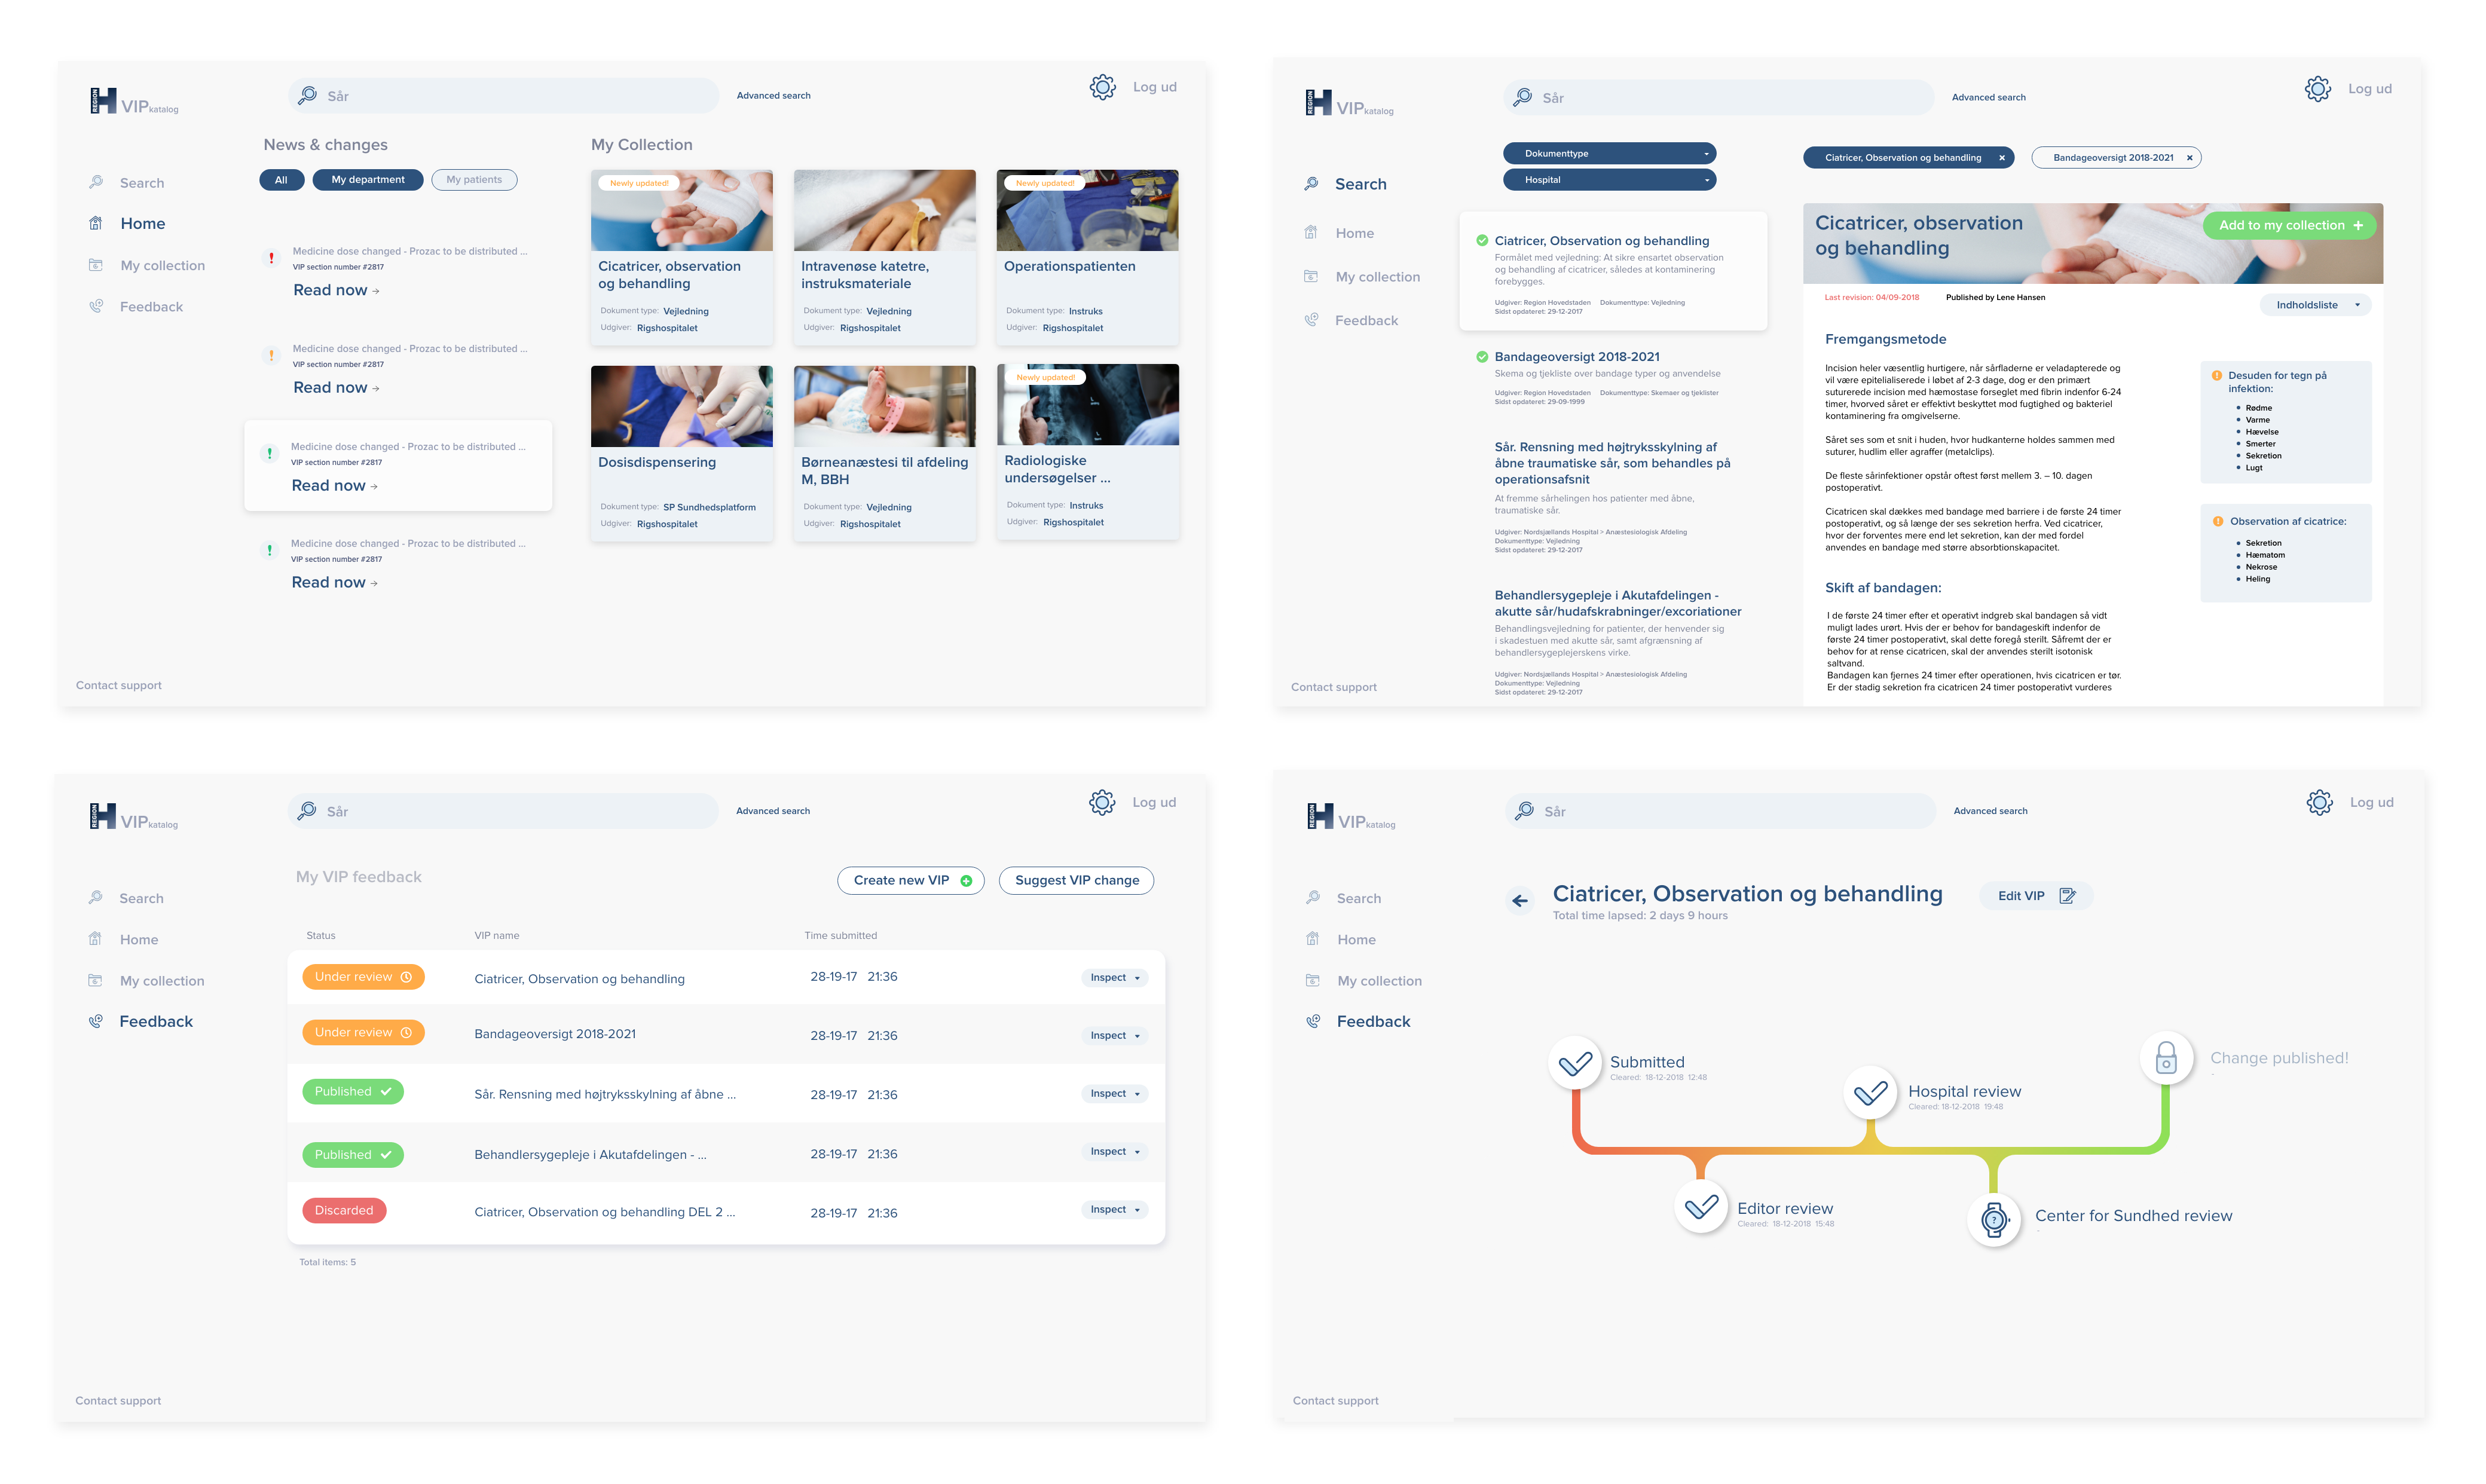 REGION H VIPkatalog
Sår
Advanced search
Log ud
Search
Home
My collection
Feedback
Contact support
News & changes
All
My department
My patients
Medicine dose changed - Prozac to be distributed ...
VIP section number #2817
Read now →
Medicine dose changed - Prozac to be distributed ...
VIP section number #2817
Read now →
Medicine dose changed - Prozac to be distributed ...
VIP section number #2817
Read now →
Medicine dose changed - Prozac to be distributed ...
VIP section number #2817
Read now →
My Collection
Newly updated!
Cicatricer, observation
og behandling
Dokument type: Vejledning
Udgiver: Rigshospitalet
Intravenøse katetre,
instruksmateriale
Dokument type: Vejledning
Udgiver: Rigshospitalet
Newly updated!
Operationspatienten
Dokument type: Instruks
Udgiver: Rigshospitalet
Dosisdispensering
Dokument type: SP Sundhedsplatform
Udgiver: Rigshospitalet
Børneanæstesi til afdeling
M, BBH
Dokument type: Vejledning
Udgiver: Rigshospitalet
Newly updated!
Radiologiske
undersøgelser ...
Dokument type: Instruks
Udgiver: Rigshospitalet
REGION H VIPkatalog
Sår
Advanced search
Log ud
Search
Home
My collection
Feedback
Contact support
Dokumenttype
Hospital
Ciatricer, Observation og behandling
Formålet med vejledning: At sikre ensartet observation
og behandling af cicatricer, således at kontaminering
forebygges.
Udgiver: Region Hovedstaden Dokumenttype: Vejledning
Sidst opdateret: 29-12-2017
Bandageoversigt 2018-2021
Skema og tjekliste over bandage typer og anvendelse
Udgiver: Region Hovedstaden Dokumenttype: Skemaer og tjeklister
Sidst opdateret: 29-09-1999
Sår. Rensning med højtryksskylning af
åbne traumatiske sår, som behandles på
operationsafsnit
At fremme sårhelingen hos patienter med åbne,
traumatiske sår.
Udgiver: Nordsjællands Hospital > Anæstesiologisk Afdeling
Dokumenttype: Vejledning
Sidst opdateret: 29-12-2017
Behandlersygepleje i Akutafdelingen -
akutte sår/hudafskrabninger/excoriationer
Behandlingsvejledning for patienter, der henvender sig
i skadestuen med akutte sår, samt afgrænsning af
behandlersygeplejerskens virke.
Udgiver: Nordsjællands Hospital > Anæstesiologisk Afdeling
Dokumenttype: Vejledning
Sidst opdateret: 29-12-2017
Ciatricer, Observation og behandling ×
Bandageoversigt 2018-2021 ×
Cicatricer, observation
og behandling
Add to my collection +
Last revision: 04/09-2018 Published by Lene Hansen
Indholdsliste
Fremgangsmetode
Incision heler væsentlig hurtigere, når sårfladerne er veladapterede og
vil være epitelialiserede i løbet af 2-3 dage, dog er den primært
suturerede incision med hæmostase forseglet med fibrin indenfor 6-24
timer, hvorved såret er effektivt beskyttet mod fugtighed og bakteriel
kontaminering fra omgivelserne.
Såret ses som et snit i huden, hvor hudkanterne holdes sammen med
suturer, hudlim eller agraffer (metalclips).
De fleste sårinfektioner opstår oftest først mellem 3. – 10. dagen
postoperativt.
Cicatricen skal dækkes med bandage med barriere i de første 24 timer
postoperativt, og så længe der ses sekretion herfra. Ved cicatricer,
hvor der forventes mere end let sekretion, kan der med fordel
anvendes en bandage med større absorbtionskapacitet.
Skift af bandagen:
I de første 24 timer efter et operativt indgreb skal bandagen så vidt
muligt lades urørt. Hvis der er behov for bandageskift indenfor de
første 24 timer postoperativt, skal dette foregå sterilt. Såfremt der er
behov for at rense cicatricen, skal der anvendes sterilt isotonisk
saltvand.
Bandagen kan fjernes 24 timer efter operationen, hvis cicatricen er tør.
Er der stadig sekretion fra cicatricen 24 timer postoperativt vurderes
Desuden for tegn på
infektion:
Rødme
Varme
Hævelse
Smerter
Sekretion
Lugt
Observation af cicatrice:
Sekretion
Hæmatom
Nekrose
Heling
REGION H VIPkatalog
Sår
Advanced search
Log ud
Search
Home
My collection
Feedback
Contact support
My VIP feedback
Create new VIP
Suggest VIP change
Status VIP name Time submitted
Under review Ciatricer, Observation og behandling 28-19-17 21:36 Inspect
Under review Bandageoversigt 2018-2021 28-19-17 21:36 Inspect
Published Sår. Rensning med højtryksskylning af åbne ... 28-19-17 21:36 Inspect
Published Behandlersygepleje i Akutafdelingen - ... 28-19-17 21:36 Inspect
Discarded Ciatricer, Observation og behandling DEL 2 ... 28-19-17 21:36 Inspect
Total items: 5
REGION H VIPkatalog
Sår
Advanced search
Log ud
Search
Home
My collection
Feedback
Contact support
Ciatricer, Observation og behandling
Total time lapsed: 2 days 9 hours
Edit VIP
Submitted
Cleared: 18-12-2018 12:48
Editor review
Cleared: 18-12-2018 15:48
Hospital review
Cleared: 18-12-2018 19:48
?
Center for Sundhed review
-
Change published!
-